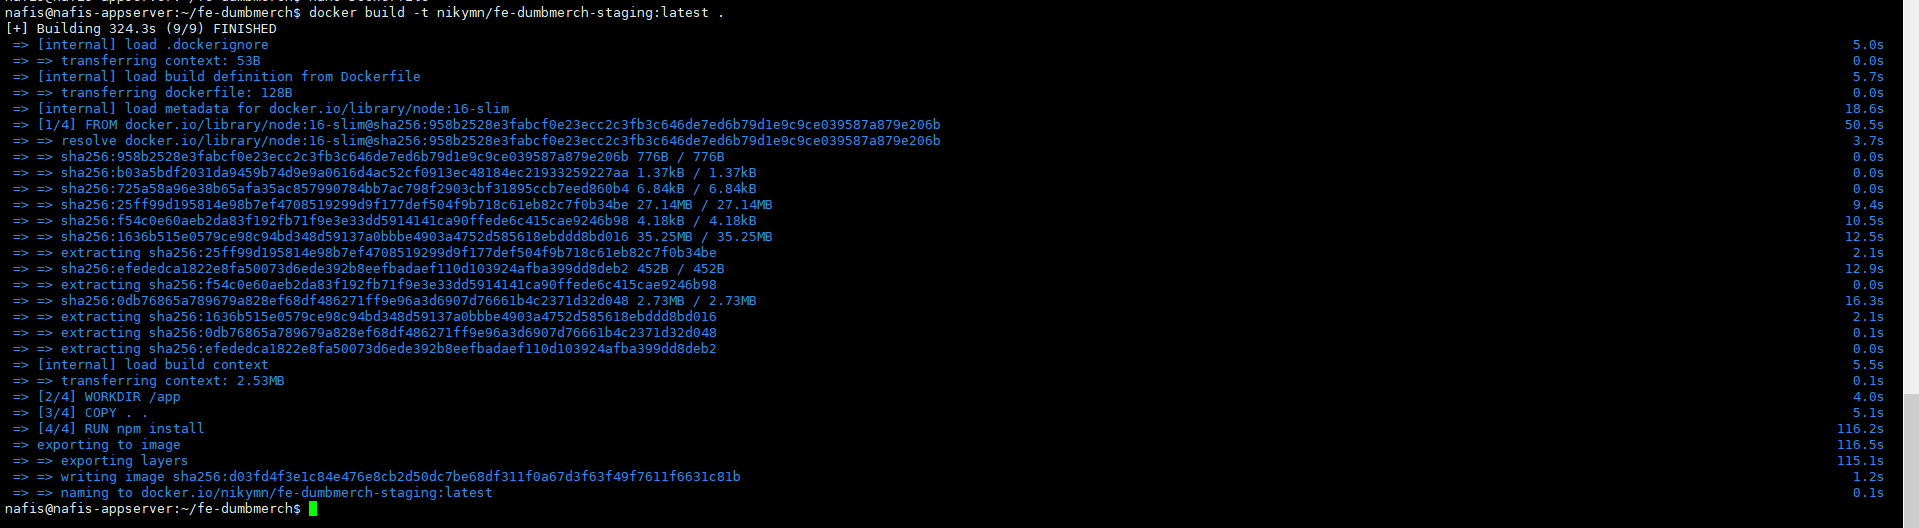 nafis@nafis-appserver:~/fe-dumbmerch$ docker build -t nikymn/fe-dumbmerch-staging:latest .
[+] Building 324.3s (9/9) FINISHED
=> [internal] load .dockerignore 5.0s
=> => transferring context: 53B 0.0s
=> [internal] load build definition from Dockerfile 5.7s
=> => transferring dockerfile: 128B 0.0s
=> [internal] load metadata for docker.io/library/node:16-slim 18.6s
=> [1/4] FROM docker.io/library/node:16-slim@sha256:958b2528e3fabcf0e23ecc2c3fb3c646de7ed6b79d1e9c9ce039587a879e206b 50.5s
=> => resolve docker.io/library/node:16-slim@sha256:958b2528e3fabcf0e23ecc2c3fb3c646de7ed6b79d1e9c9ce039587a879e206b 3.7s
=> => sha256:958b2528e3fabcf0e23ecc2c3fb3c646de7ed6b79d1e9c9ce039587a879e206b 776B / 776B 0.0s
=> => sha256:b03a5bdf2031da9459b74d9e9a0616d4ac52cf0913ec48184ec21933259227aa 1.37kB / 1.37kB 0.0s
=> => sha256:725a58a96e38b65afa35ac857990784bb7ac798f2903cbf31895ccb7eed860b4 6.84kB / 6.84kB 0.0s
=> => sha256:25ff99d195814e98b7ef4708519299d9f177def504f9b718c61eb82c7f0b34be 27.14MB / 27.14MB 9.4s
=> => sha256:f54c0e60aeb2da83f192fb71f9e3e33dd5914141ca90ffede6c415cae9246b98 4.18kB / 4.18kB 10.5s
=> => sha256:1636b515e0579ce98c94bd348d59137a0bbbe4903a4752d585618ebddd8bd016 35.25MB / 35.25MB 12.5s
=> => extracting sha256:25ff99d195814e98b7ef4708519299d9f177def504f9b718c61eb82c7f0b34be 2.1s
=> => sha256:efededca1822e8fa50073d6ede392b8eefbadaef110d103924afba399dd8deb2 452B / 452B 12.9s
=> => extracting sha256:f54c0e60aeb2da83f192fb71f9e3e33dd5914141ca90ffede6c415cae9246b98 0.0s
=> => sha256:0db76865a789679a828ef68df486271ff9e96a3d6907d76661b4c2371d32d048 2.73MB / 2.73MB 16.3s
=> => extracting sha256:1636b515e0579ce98c94bd348d59137a0bbbe4903a4752d585618ebddd8bd016 2.1s
=> => extracting sha256:0db76865a789679a828ef68df486271ff9e96a3d6907d76661b4c2371d32d048 0.1s
=> => extracting sha256:efededca1822e8fa50073d6ede392b8eefbadaef110d103924afba399dd8deb2 0.0s
=> [internal] load build context 5.5s
=> => transferring context: 2.53MB 0.1s
=> [2/4] WORKDIR /app 4.0s
=> [3/4] COPY . . 5.1s
=> [4/4] RUN npm install 116.2s
=> exporting to image 116.5s
=> => exporting layers 115.1s
=> => writing image sha256:d03fd4f3e1c84e476e8cb2d50dc7be68df311f0a67d3f63f49f7611f6631c81b 1.2s
=> => naming to docker.io/nikymn/fe-dumbmerch-staging:latest 0.1s
nafis@nafis-appserver:~/fe-dumbmerch$